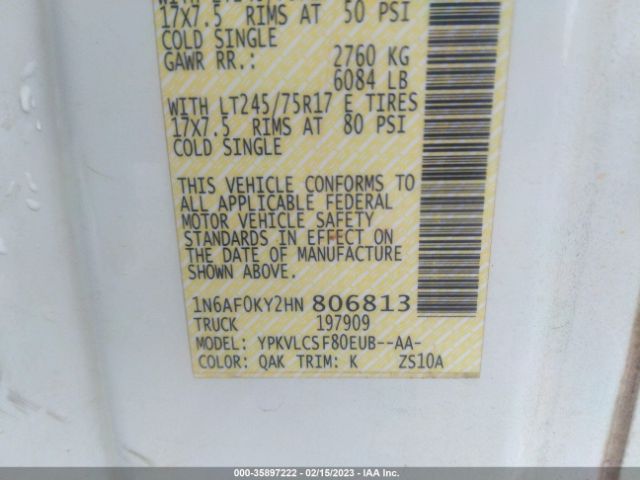 17X7.5 RIMS AT 50 PSI
COLD SINGLE
GAWR RR.: 2760 KG
6084 LB
WITH LT245/75R17 E TIRES
17X7.5 RIMS AT 80 PSI
COLD SINGLE
THIS VEHICLE CONFORMS TO
ALL APPLICABLE FEDERAL
MOTOR VEHICLE SAFETY
STANDARDS IN EFFECT ON
THE DATE OF MANUFACTURE
SHOWN ABOVE.
1N6AF0KY2HN 806813
TRUCK 197909
MODEL: YPKVLCSF80EUB--AA-
COLOR: QAK TRIM: K ZS10A
000-35897222 - 02/15/2023 - IAA Inc.